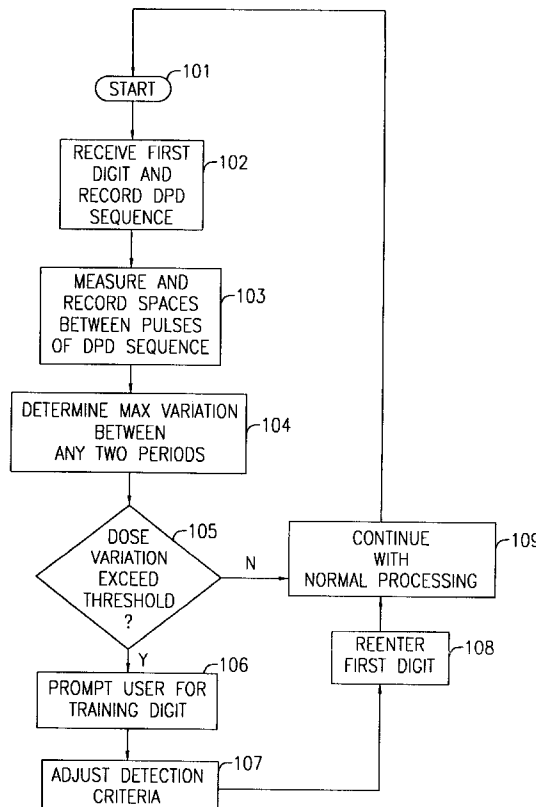 START
101
RECEIVE FIRST
DIGIT AND
RECORD DPD
SEQUENCE
102
MEASURE AND
RECORD SPACES
BETWEEN PULSES
OF DPD SEQUENCE
103
DETERMINE MAX VARIATION
BETWEEN
ANY TWO PERIODS
104
DOSE
VARIATION
EXCEED
THRESHOLD
?
105
N
Y
CONTINUE
WITH
NORMAL PROCESSING
109
REENTER
FIRST DIGIT
108
PROMPT USER FOR
TRAINING DIGIT
106
ADJUST DETECTION
CRITERIA
107